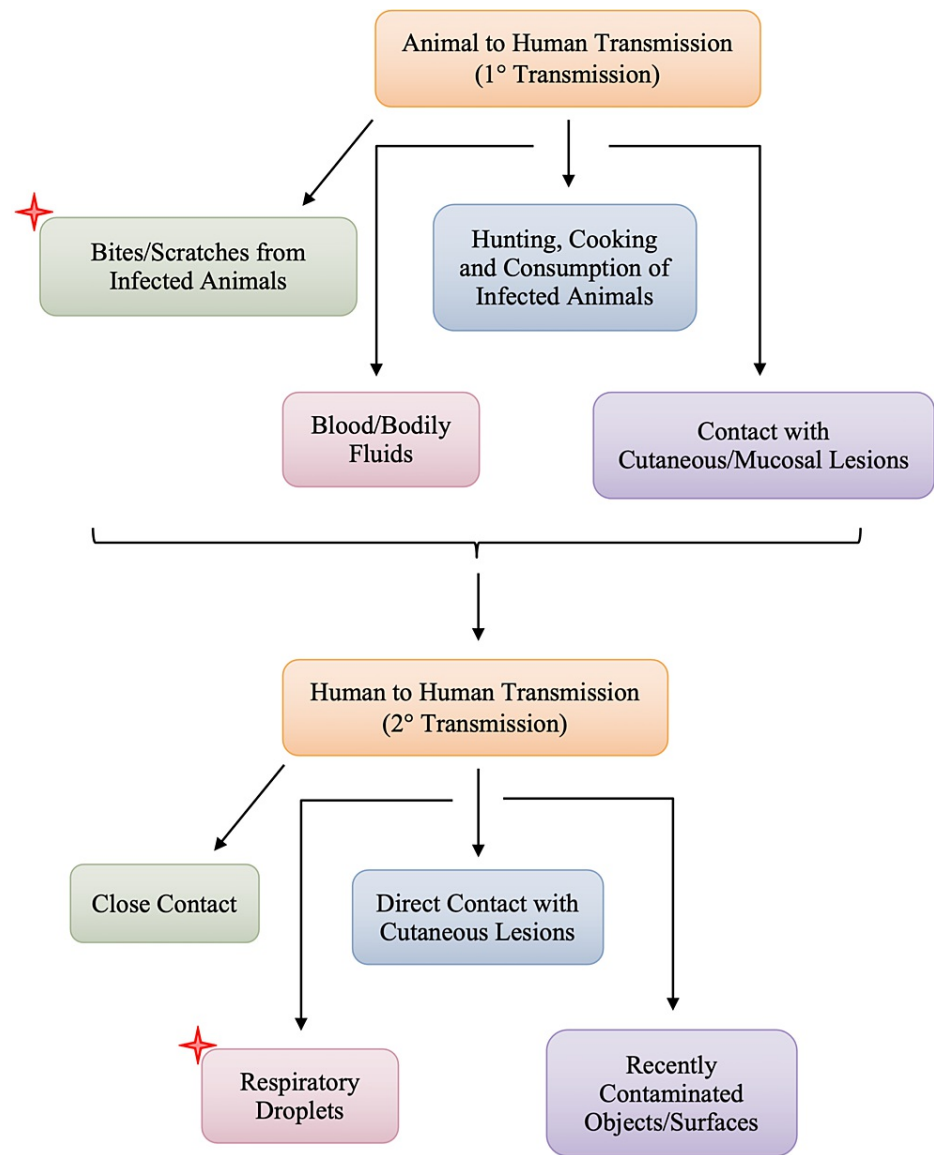 Animal to Human Transmission
(1° Transmission)
Bites/Scratches from
Infected Animals
Hunting, Cooking
and Consumption of
Infected Animals
Blood/Bodily
Fluids
Contact with
Cutaneous/Mucosal Lesions
Human to Human Transmission
(2° Transmission)
Close Contact
Direct Contact with
Cutaneous Lesions
Respiratory
Droplets
Recently
Contaminated
Objects/Surfaces